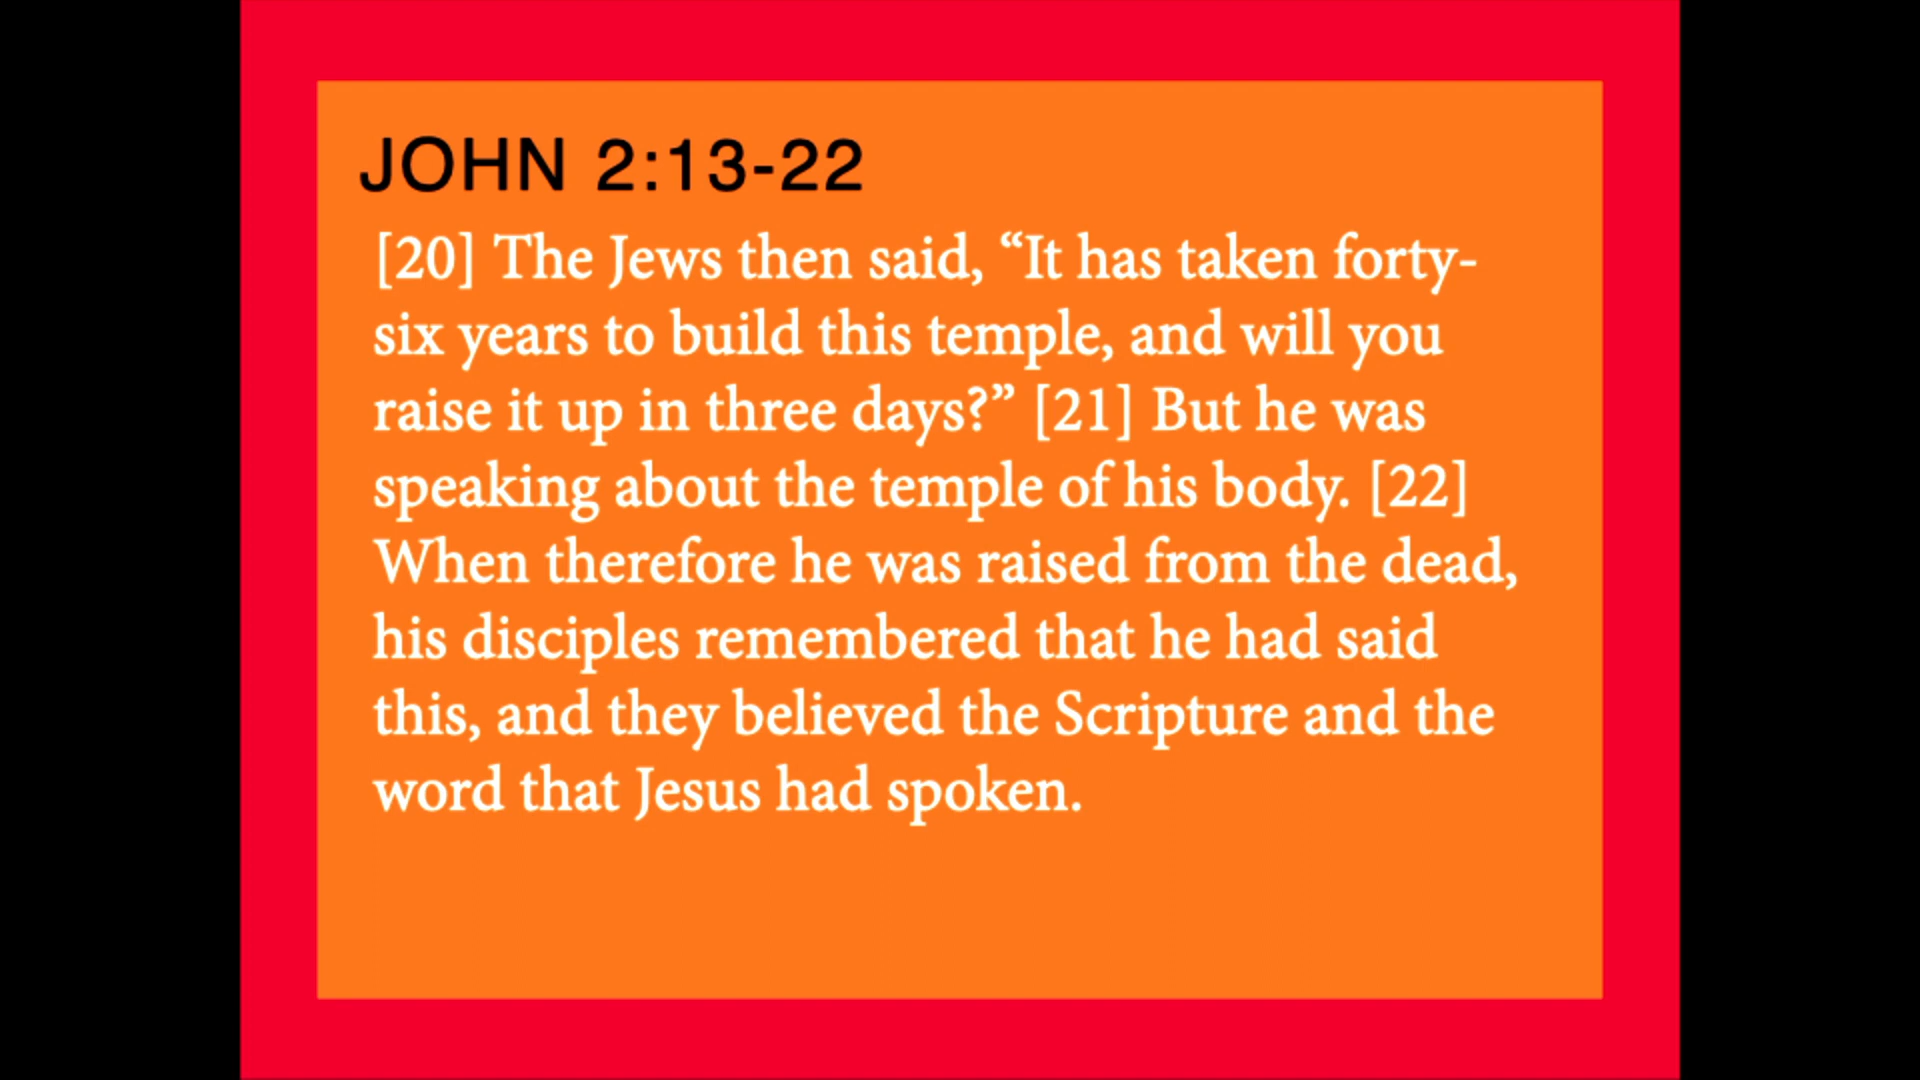 JOHN 2:13-22
[20] The Jews then said, “It has taken forty-
six years to build this temple, and will you
raise it up in three days?” [21] But he was
speaking about the temple of his body. [22]
When therefore he was raised from the dead,
his disciples remembered that he had said
this, and they believed the Scripture and the
word that Jesus had spoken.